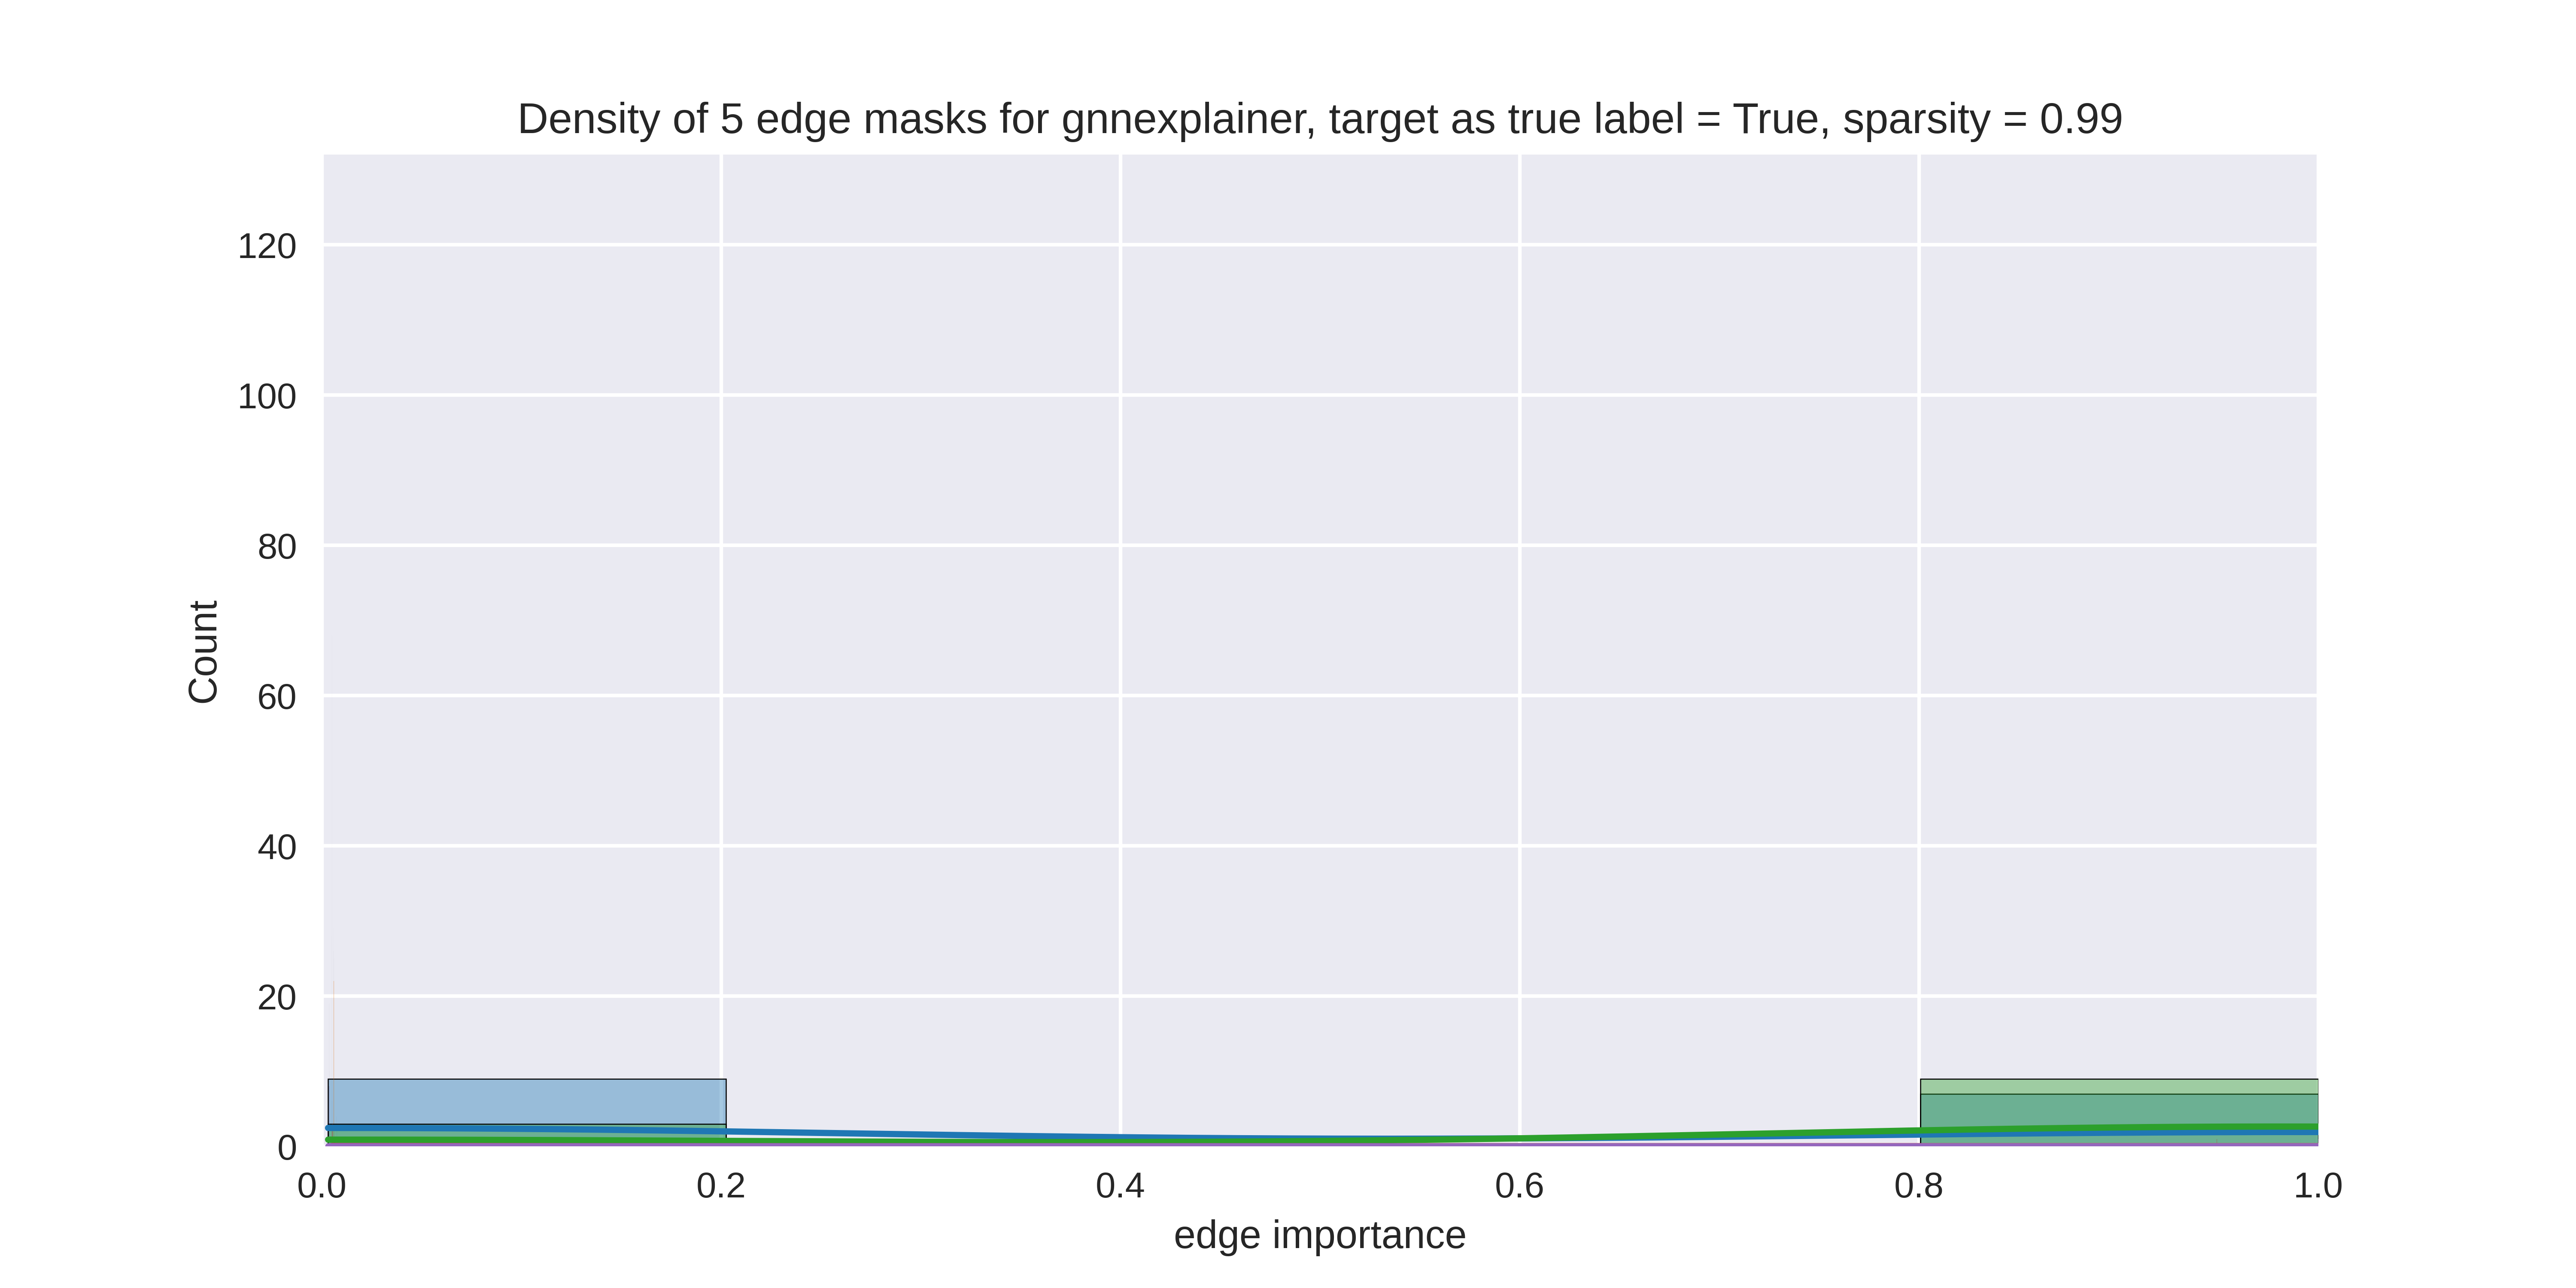 Density of 5 edge masks for gnnexplainer, target as true label = True, sparsity = 0.99
120
100
80
60
40
20
0
Count
0.0 0.2 0.4 0.6 0.8 1.0
edge importance